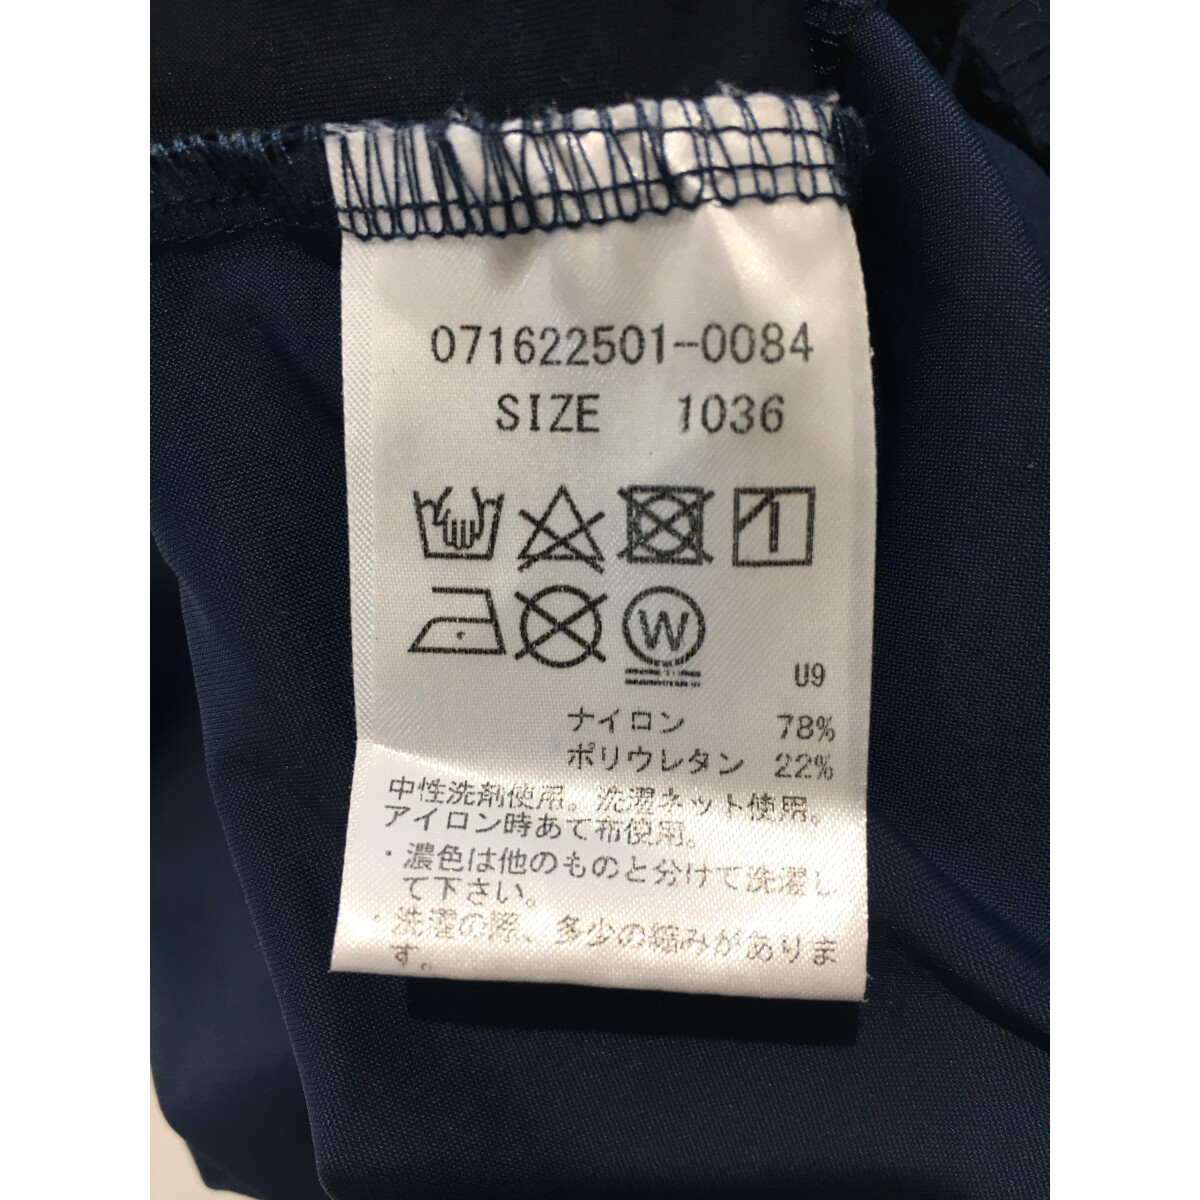 071622501-0084
SIZE 1036
W
U9
ナイロン 78%
ポリウレタン 22%
中性洗剤使用。洗濯ネット使用。
アイロン時あて布使用。
・濃色は他のものと分けて洗濯し
て下さい。
・洗濯の際、多少の縮みがありま
す。